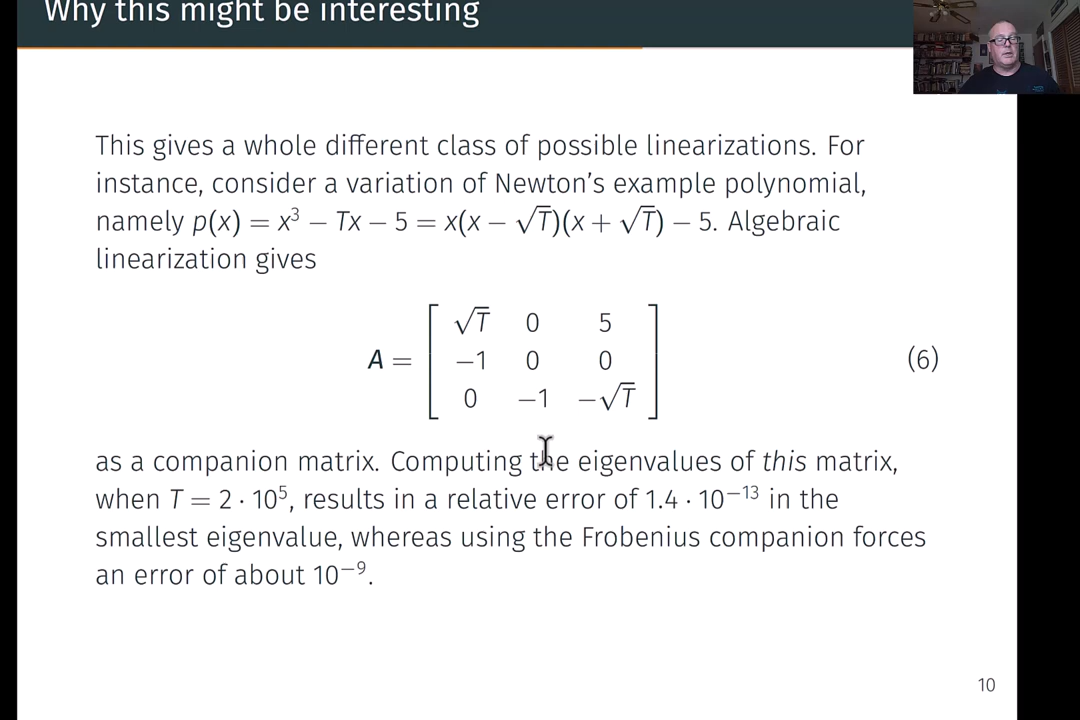 Why this might be interesting
This gives a whole different class of possible linearizations. For
instance, consider a variation of Newton's example polynomial,
namely p(x) = x³ − Tx − 5 = x(x − √T)(x + √T) − 5. Algebraic
linearization gives
√T 0 5
A = −1 0 0 (6)
0 −1 −√T
as a companion matrix. Computing the eigenvalues of this matrix,
when T = 2 · 10⁵, results in a relative error of 1.4 · 10⁻¹³ in the
smallest eigenvalue, whereas using the Frobenius companion forces
an error of about 10⁻⁹.
10